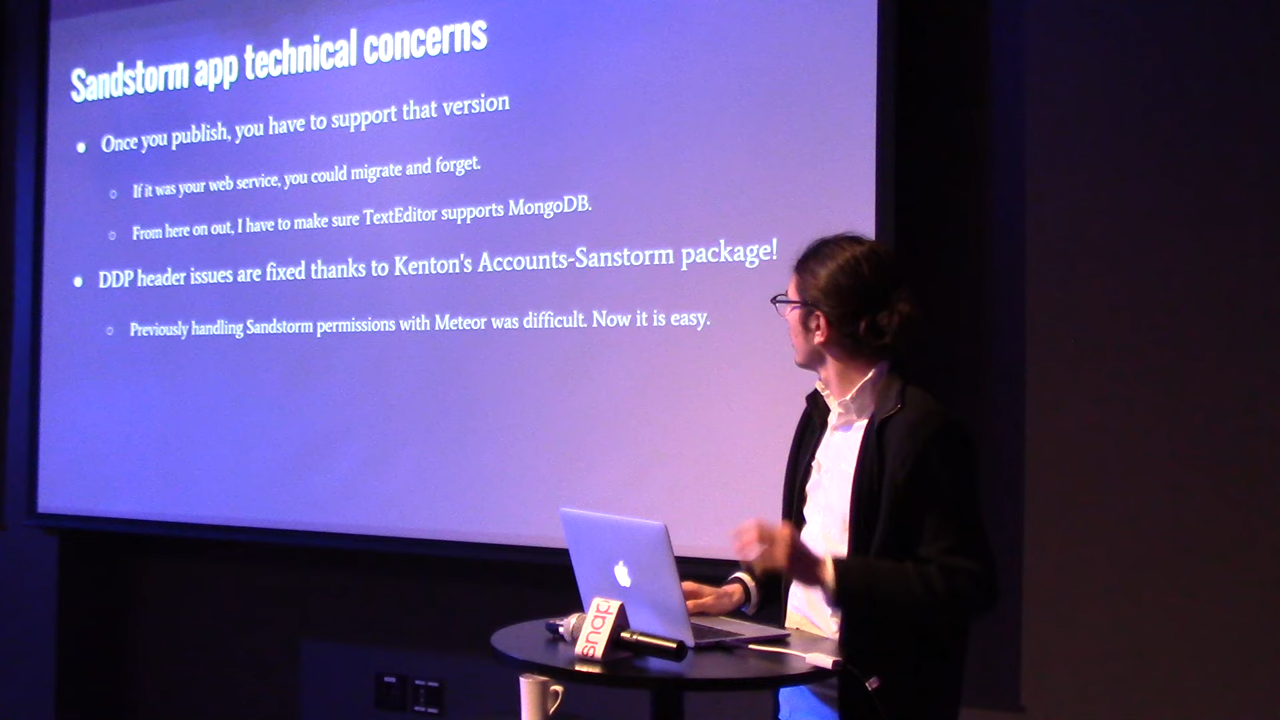 Sandstorm app technical concerns
Once you publish, you have to support that version
If it was your web service, you could migrate and forget.
From here on out, I have to make sure TextEditor supports MongoDB.
DDP header issues are fixed thanks to Kenton's Accounts-Sanstorm package!
Previously handling Sandstorm permissions with Meteor was difficult. Now it is easy.
snap